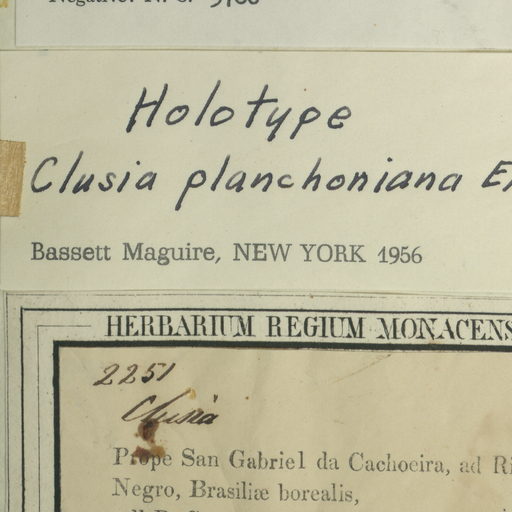 Holotype
Clusia planchoniana
Bassett Maguire, NEW YORK 1956
HERBARIUM REGIUM MONACENS
2251
Clusia
Prope San Gabriel da Cachoeira, ad Ri
Negro, Brasiliæ borealis,